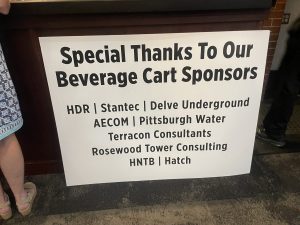 Special Thanks To Our
Beverage Cart Sponsors
HDR | Stantec | Delve Underground
AECOM | Pittsburgh Water
Terracon Consultants
Rosewood Tower Consulting
HNTB | Hatch